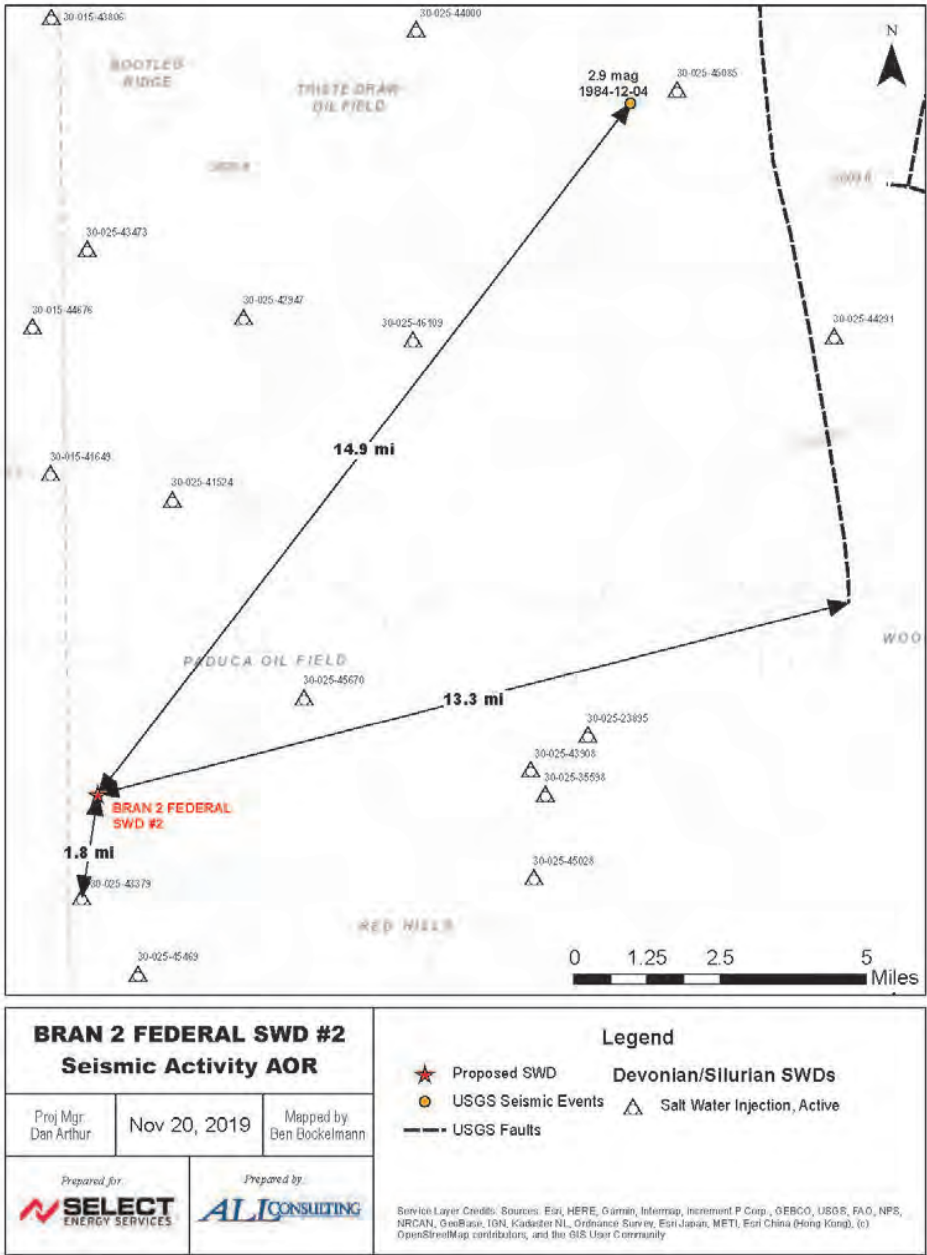 30-015-43806
30-025-44000
BOOTLEG
RIDGE
TRISTE DRAW
OIL FIELD
2.9 mag
1984-12-04
30-025-45085
N
30-025-43473
30-015-44676
30-025-42947
30-025-46109
30-025-44291
14.9 mi
30-015-41649
30-025-41524
WOO
PADUCA OIL FIELD
30-025-45670
13.3 mi
30-025-23895
30-025-43908
30-025-35598
BRAN 2 FEDERAL
SWD #2
1.8 mi
30-025-43379
30-025-45028
RED HILLS
30-025-45469
0 1.25 2.5 5
Miles
BRAN 2 FEDERAL SWD #2
Seismic Activity AOR
Proj Mgr:
Dan Arthur
Nov 20, 2019
Mapped by:
Ben Bockelmann
Prepared for:
SELECT
ENERGY SERVICES
Prepared by:
ALL CONSULTING
Legend
Proposed SWD
USGS Seismic Events
USGS Faults
Devonian/Silurian SWDs
Salt Water Injection, Active
Service Layer Credits: Sources: Esri, HERE, Garmin, Intermap, increment P Corp., GEBCO, USGS, FAO, NPS,
NRCAN, GeoBase, IGN, Kadaster NL, Ordnance Survey, Esri Japan, METI, Esri China (Hong Kong), (c)
OpenStreetMap contributors, and the GIS User Community